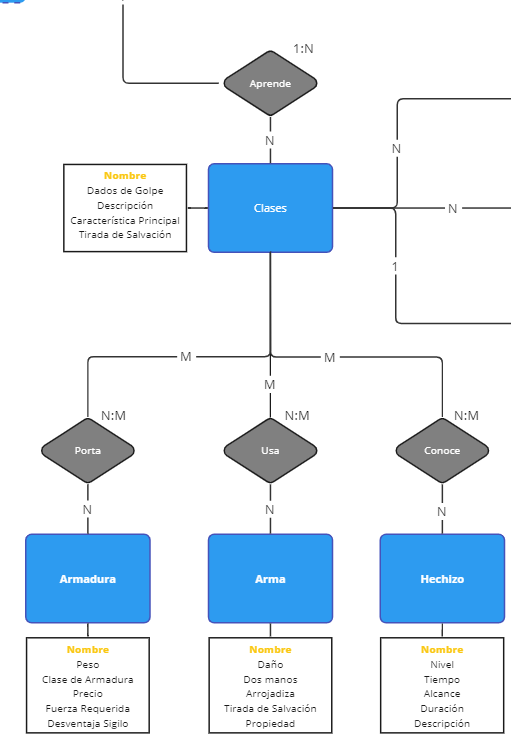 1:N
Aprende
N
N
Nombre
Dados de Golpe
Descripción
Característica Principal
Tirada de Salvación
Clases
N
1
M
M
M
N:M
N:M
N:M
Porta
Usa
Conoce
N
N
N
Armadura
Arma
Hechizo
Nombre
Peso
Clase de Armadura
Precio
Fuerza Requerida
Desventaja Sigilo
Nombre
Daño
Dos manos
Arrojadiza
Tirada de Salvación
Propiedad
Nombre
Nivel
Tiempo
Alcance
Duración
Descripción